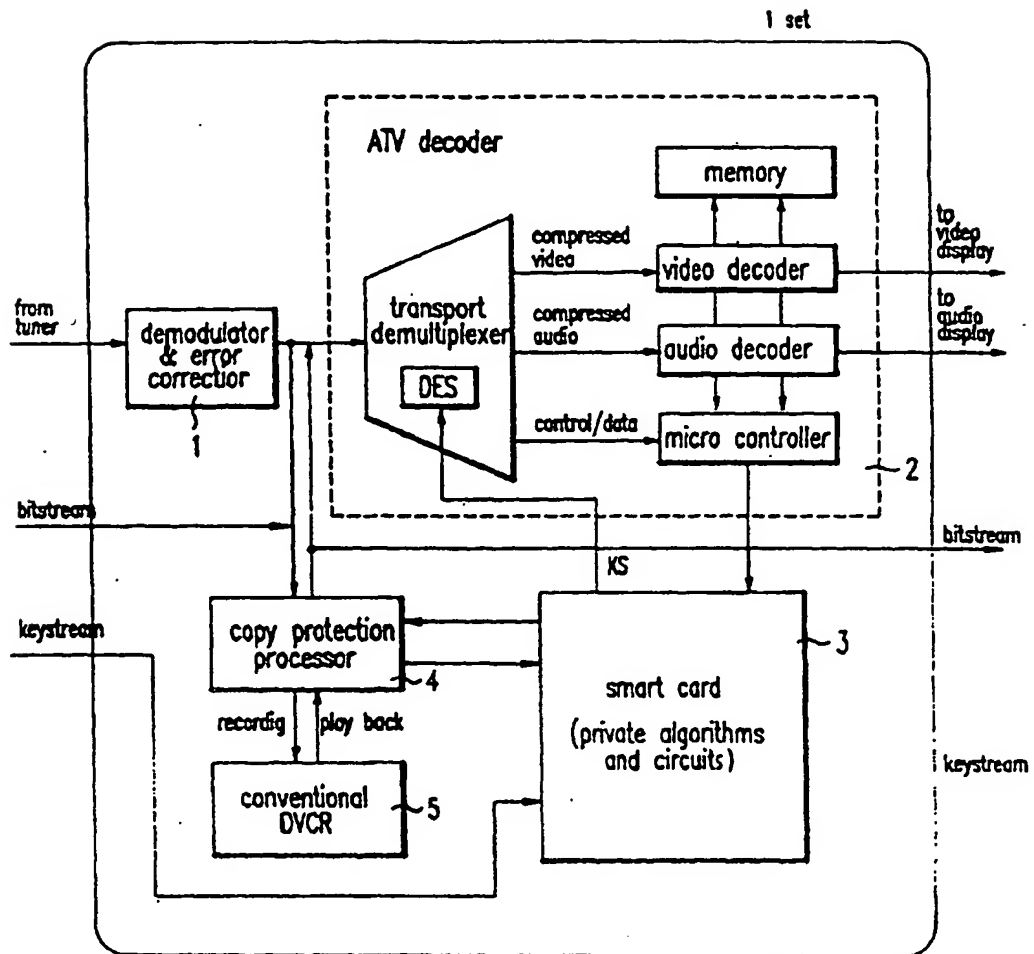 1 set
ATV decoder
memory
compressed
video
to
video
display
video decoder
from
tuner
transport
demultiplexer
compressed
audio
to
audio
display
demodulator
& error
correctior
audio decoder
DES
1
control/data
micro controller
2
bitstream
bitstream
KS
keystream
copy protection
processor
4
3
smart card
(private algorithms
and circuits)
recordig
play back
keystream
conventional
DVCR
5